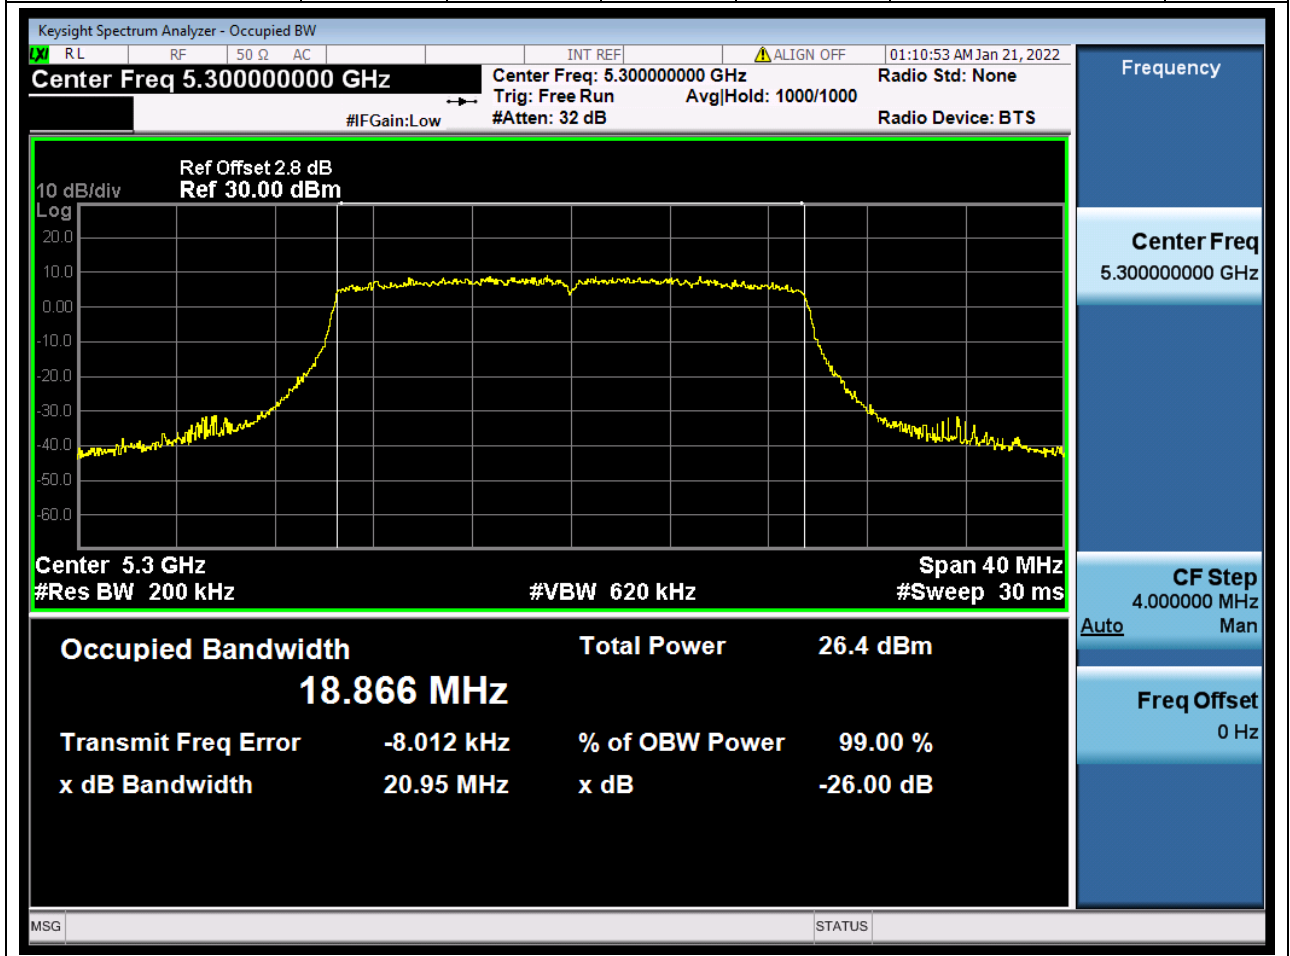 Keysight Spectrum Analyzer - Occupied BW
LXI RL RF 50 Ω AC INT REF ALIGN OFF 01:10:53 AM Jan 21, 2022
Center Freq 5.300000000 GHz
Center Freq: 5.300000000 GHz Radio Std: None
Trig: Free Run Avg|Hold: 1000/1000
#IFGain:Low #Atten: 32 dB Radio Device: BTS
Frequency
Ref Offset 2.8 dB
10 dB/div Ref 30.00 dBm
Log
20.0
10.0
0.00
-10.0
-20.0
-30.0
-40.0
-50.0
-60.0
Center 5.3 GHz Span 40 MHz
#Res BW 200 kHz #VBW 620 kHz #Sweep 30 ms
Center Freq
5.300000000 GHz
CF Step
4.000000 MHz
Auto Man
Freq Offset
0 Hz
Occupied Bandwidth Total Power 26.4 dBm
18.866 MHz
Transmit Freq Error -8.012 kHz % of OBW Power 99.00 %
x dB Bandwidth 20.95 MHz x dB -26.00 dB
MSG STATUS